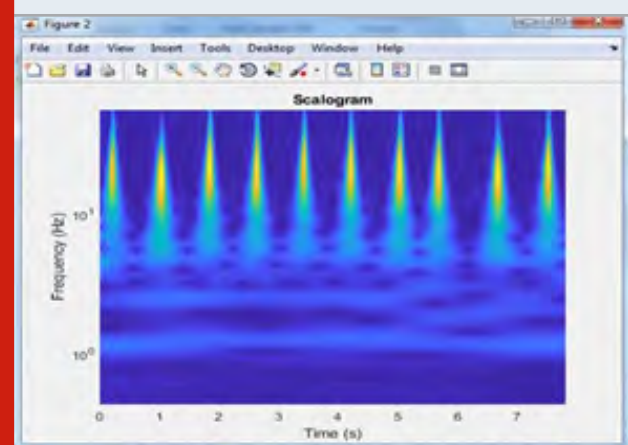 Figure 2
File Edit View Insert Tools Desktop Window Help
Scalogram
Frequency (Hz)
10¹
10⁰
0 1 2 3 4 5 6 7
Time (s)